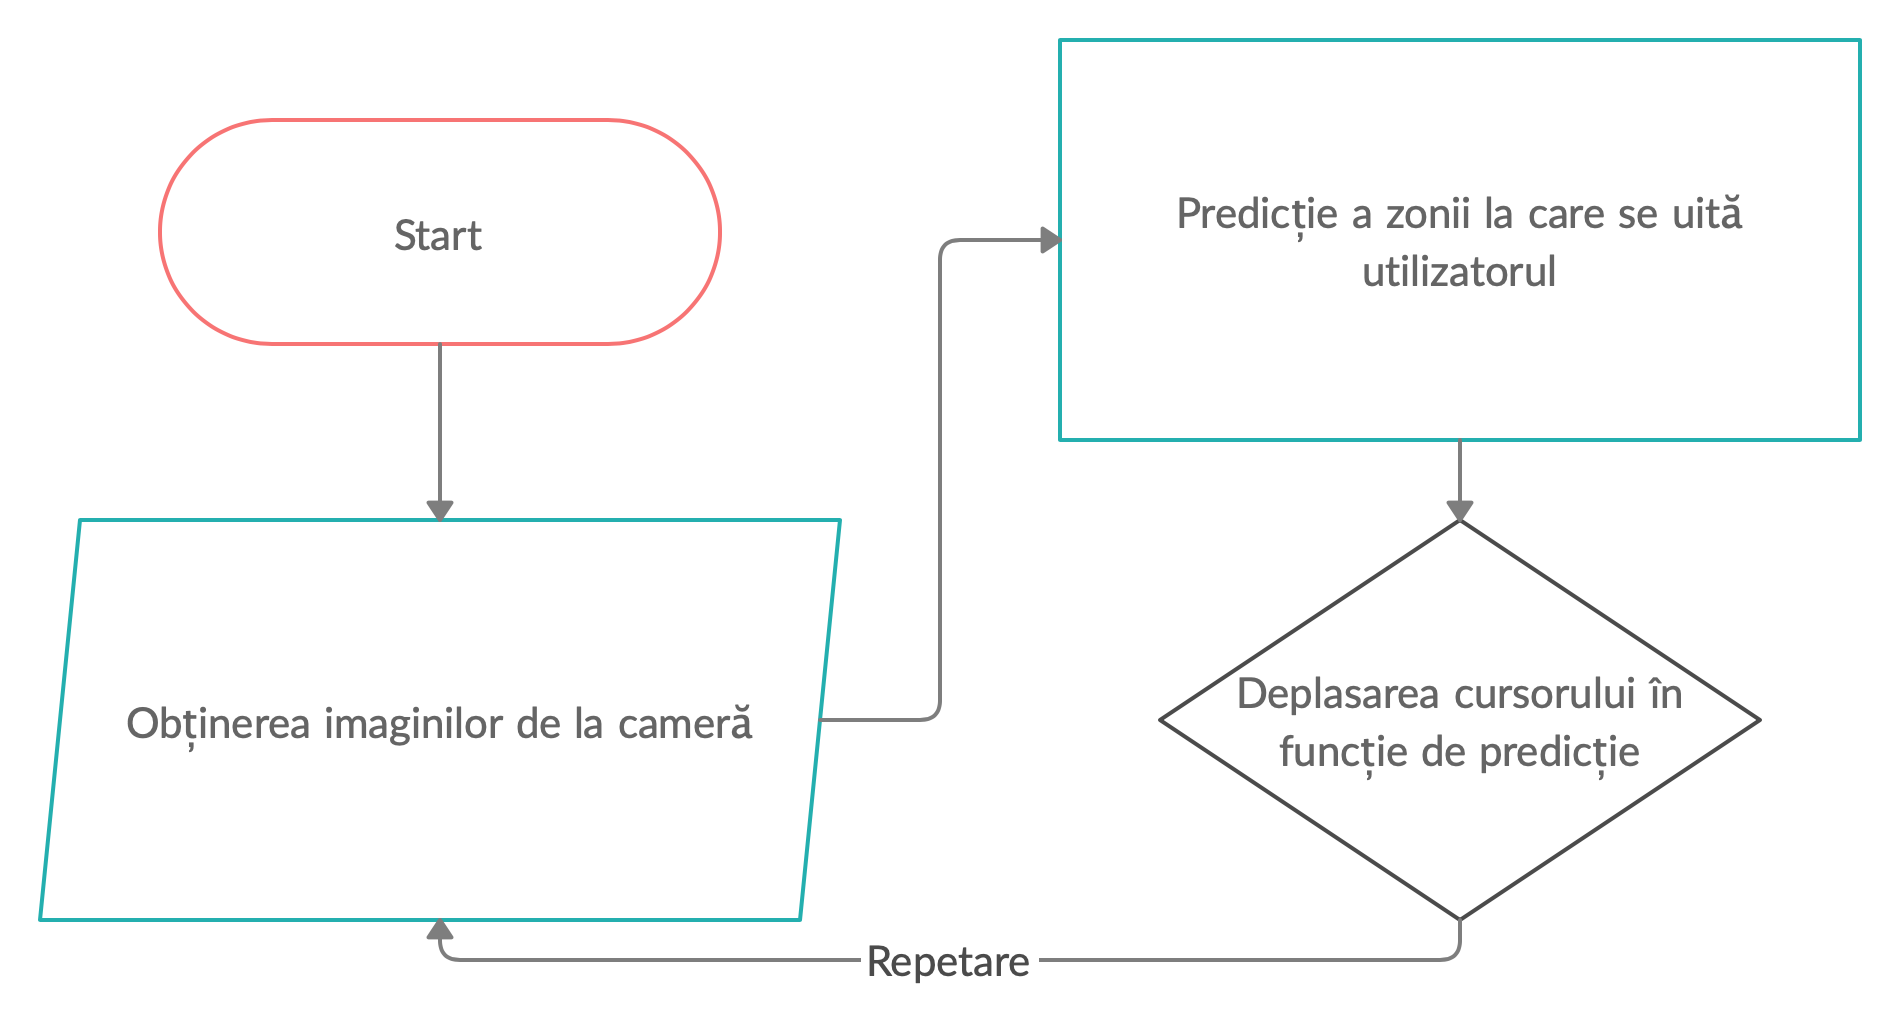 Start
Obținerea imaginilor de la cameră
Predicție a zonii la care se uită
utilizatorul
Deplasarea cursorului în
funcție de predicție
Repetare